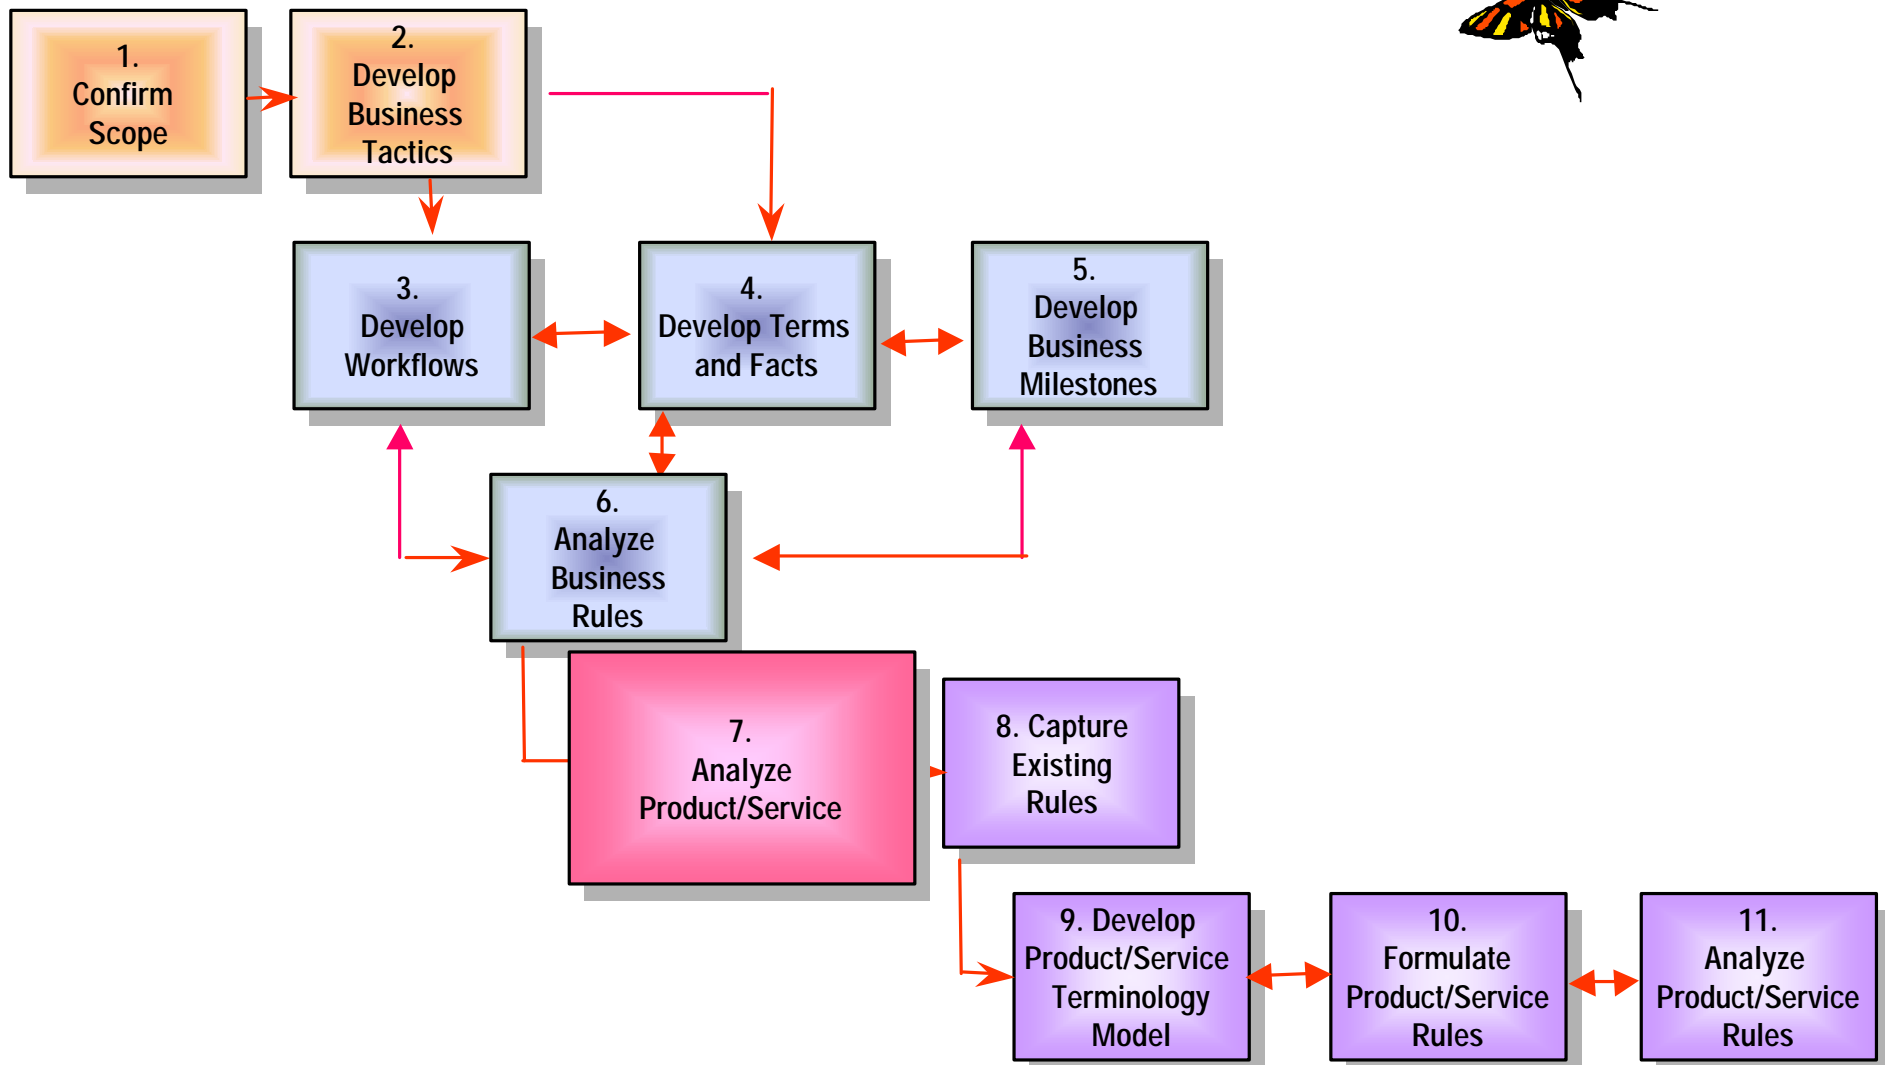 1.
Confirm
Scope
2.
Develop
Business
Tactics
3.
Develop
Workflows
4.
Develop Terms
and Facts
5.
Develop
Business
Milestones
6.
Analyze
Business
Rules
7.
Analyze
Product/Service
8. Capture
Existing
Rules
9. Develop
Product/Service
Terminology
Model
10.
Formulate
Product/Service
Rules
11.
Analyze
Product/Service
Rules